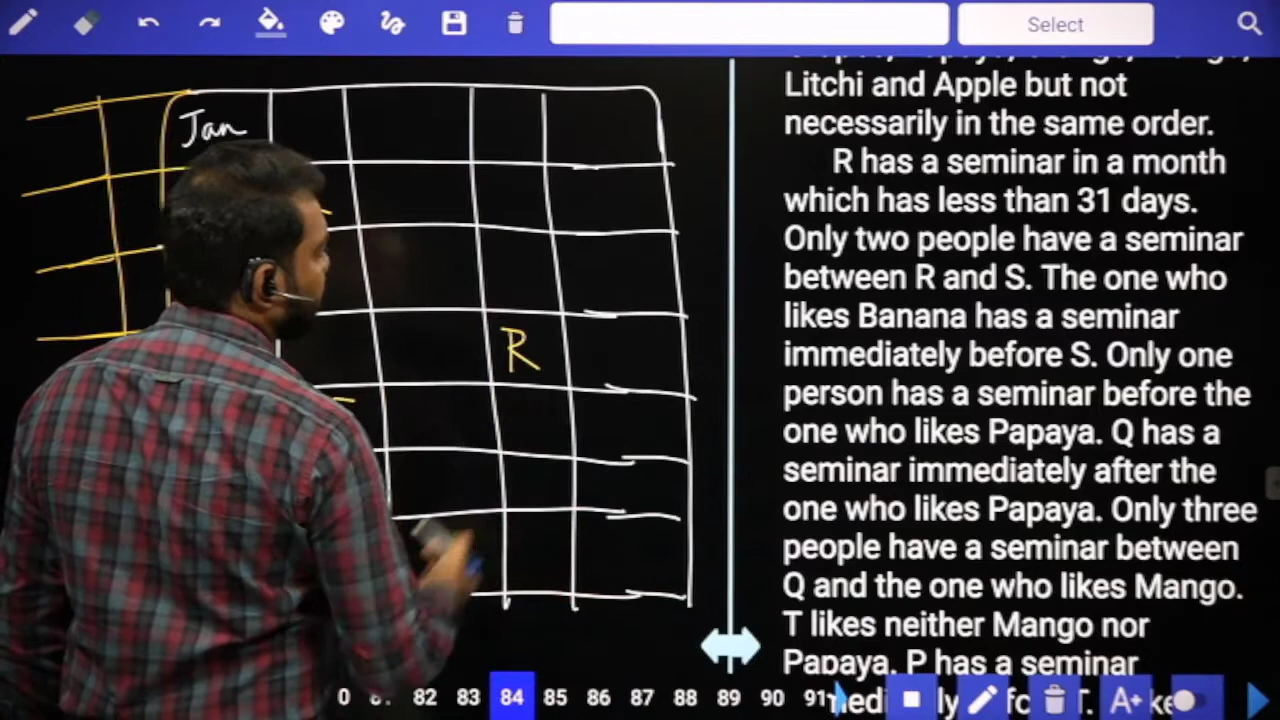 Select
Litchi and Apple but not
necessarily in the same order.
R has a seminar in a month
which has less than 31 days.
Only two people have a seminar
between R and S. The one who
likes Banana has a seminar
immediately before S. Only one
person has a seminar before the
one who likes Papaya. Q has a
seminar immediately after the
one who likes Papaya. Only three
people have a seminar between
Q and the one who likes Mango.
T likes neither Mango nor
Papaya. P has a seminar
T.
Jan
R
0 82 83 84 85 86 87 88 89 90 91
A+